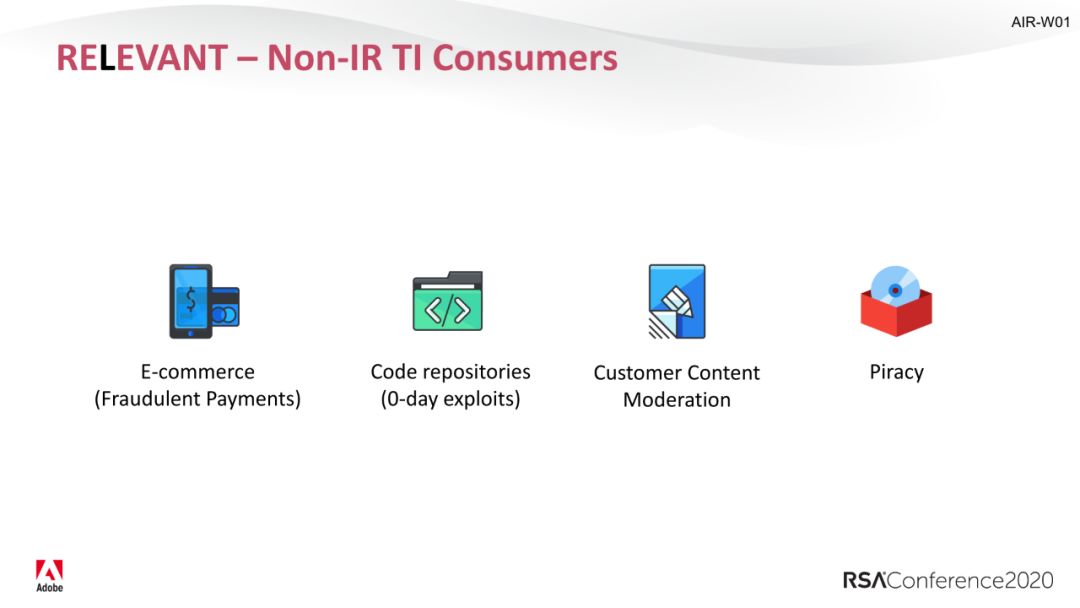 AIR-W01
RELEVANT – Non-IR TI Consumers
$
</>
E-commerce
(Fraudulent Payments)
Code repositories
(0-day exploits)
Customer Content
Moderation
Piracy
Adobe
RSAConference2020